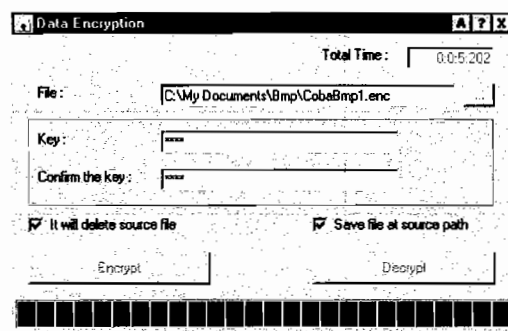 Data Encryption A ? X
Total Time : 0:0:5:202
File : C:\My Documents\Bmp\CobaBmp1.enc ...
Key : ****
Confirm the key : ****
It will delete source file Save file at source path
Encrypt Decrypt